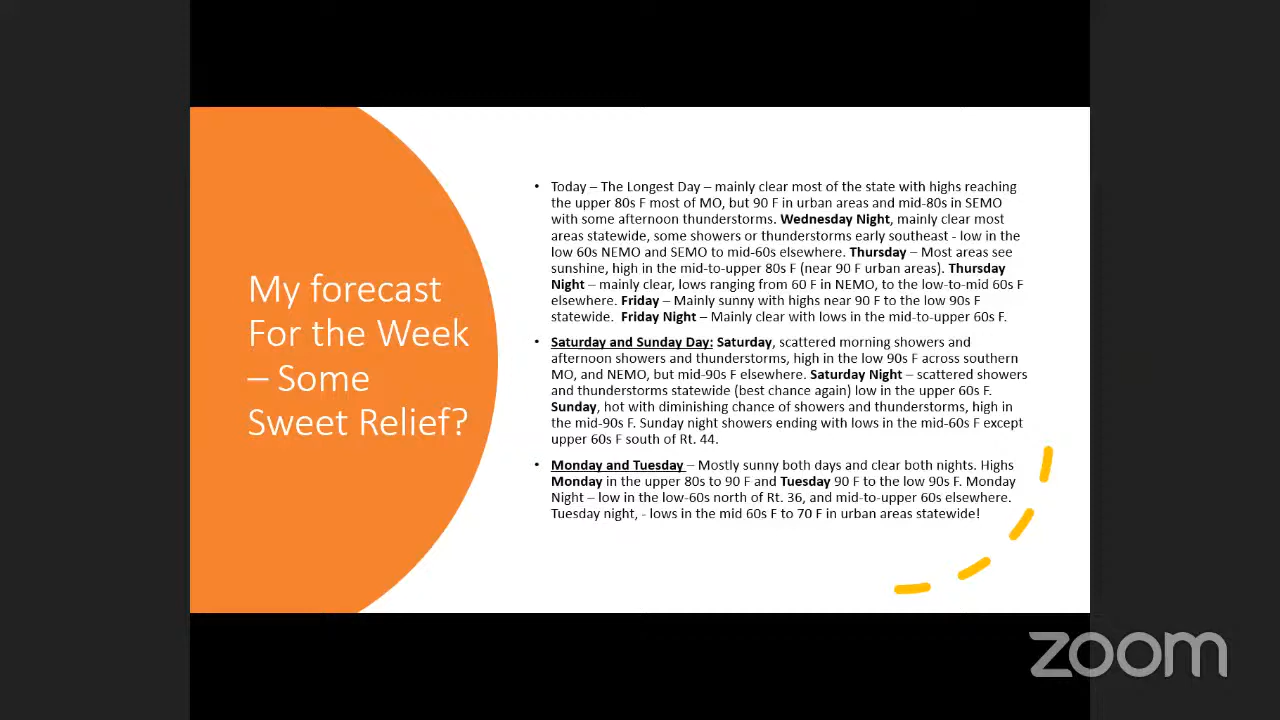 My forecast
For the Week
– Some
Sweet Relief?
• Today – The Longest Day – mainly clear most of the state with highs reaching
the upper 80s F most of MO, but 90 F in urban areas and mid-80s in SEMO
with some afternoon thunderstorms. Wednesday Night, mainly clear most
areas statewide, some showers or thunderstorms early southeast - low in the
low 60s NEMO and SEMO to mid-60s elsewhere. Thursday – Most areas see
sunshine, high in the mid-to-upper 80s F (near 90 F urban areas). Thursday
Night – mainly clear, lows ranging from 60 F in NEMO, to the low-to-mid 60s F
elsewhere. Friday – Mainly sunny with highs near 90 F to the low 90s F
statewide. Friday Night – Mainly clear with lows in the mid-to-upper 60s F.
• Saturday and Sunday Day: Saturday, scattered morning showers and
afternoon showers and thunderstorms, high in the low 90s F across southern
MO, and NEMO, but mid-90s F elsewhere. Saturday Night – scattered showers
and thunderstorms statewide (best chance again) low in the upper 60s F.
Sunday, hot with diminishing chance of showers and thunderstorms, high in
the mid-90s F. Sunday night showers ending with lows in the mid-60s F except
upper 60s F south of Rt. 44.
• Monday and Tuesday – Mostly sunny both days and clear both nights. Highs
Monday in the upper 80s to 90 F and Tuesday 90 F to the low 90s F. Monday
Night – low in the low-60s north of Rt. 36, and mid-to-upper 60s elsewhere.
Tuesday night, - lows in the mid 60s F to 70 F in urban areas statewide!
zoom